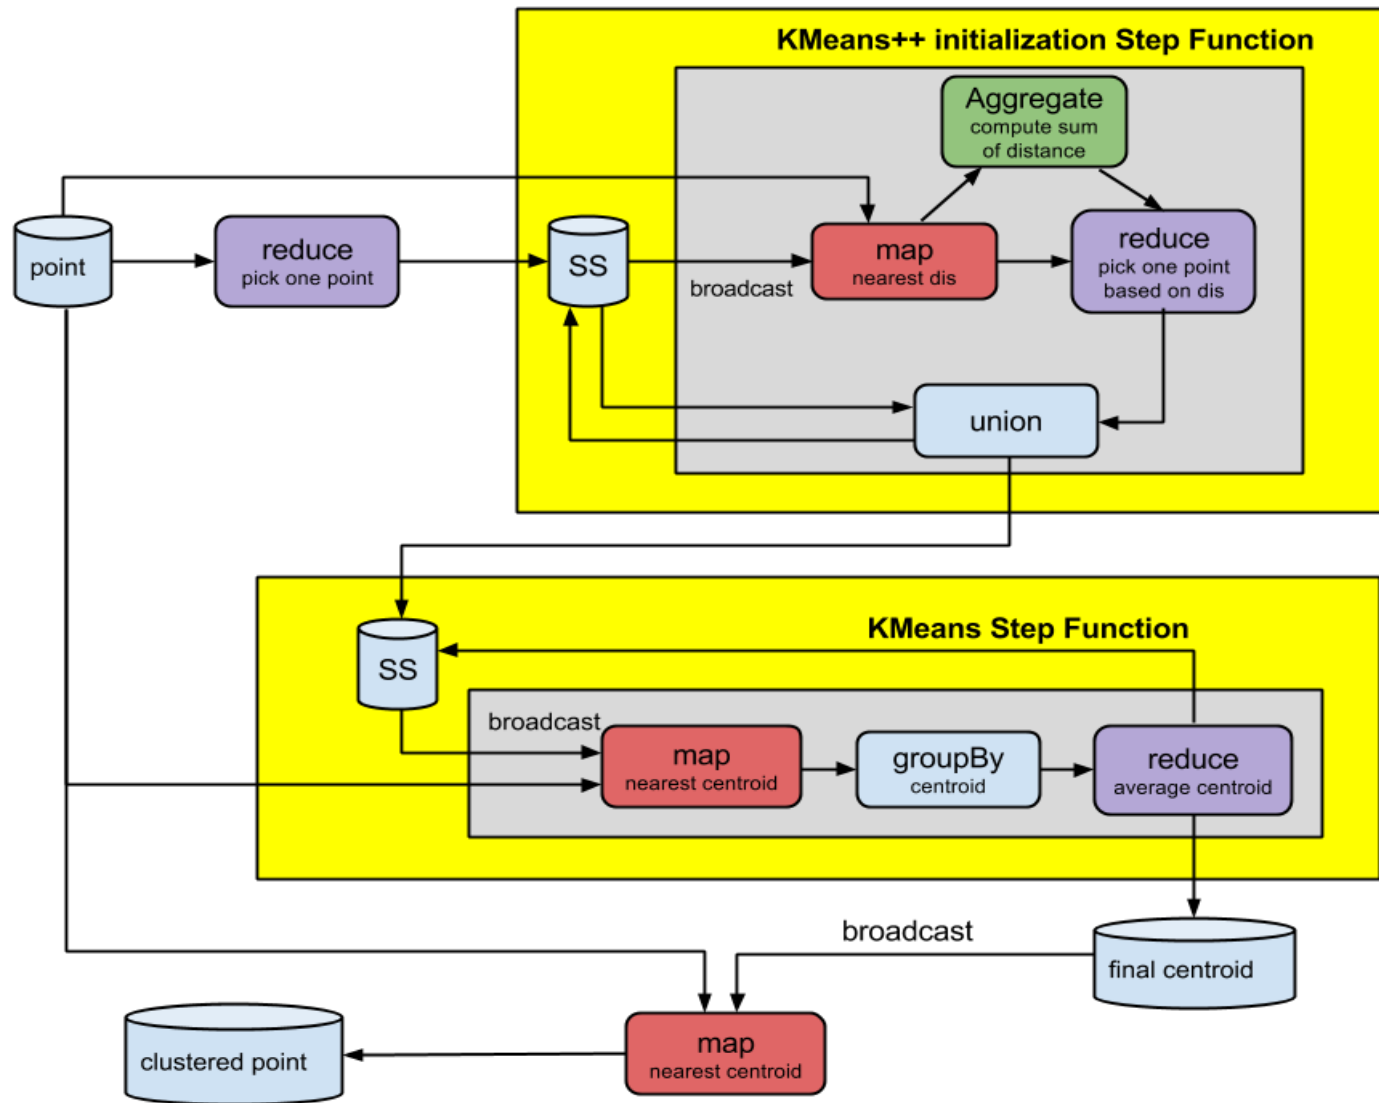 KMeans++ initialization Step Function
Aggregate
compute sum
of distance
point
reduce
pick one point
SS
broadcast
map
nearest dis
reduce
pick one point
based on dis
union
KMeans Step Function
SS
broadcast
map
nearest centroid
groupBy
centroid
reduce
average centroid
broadcast
final centroid
clustered point
map
nearest centroid